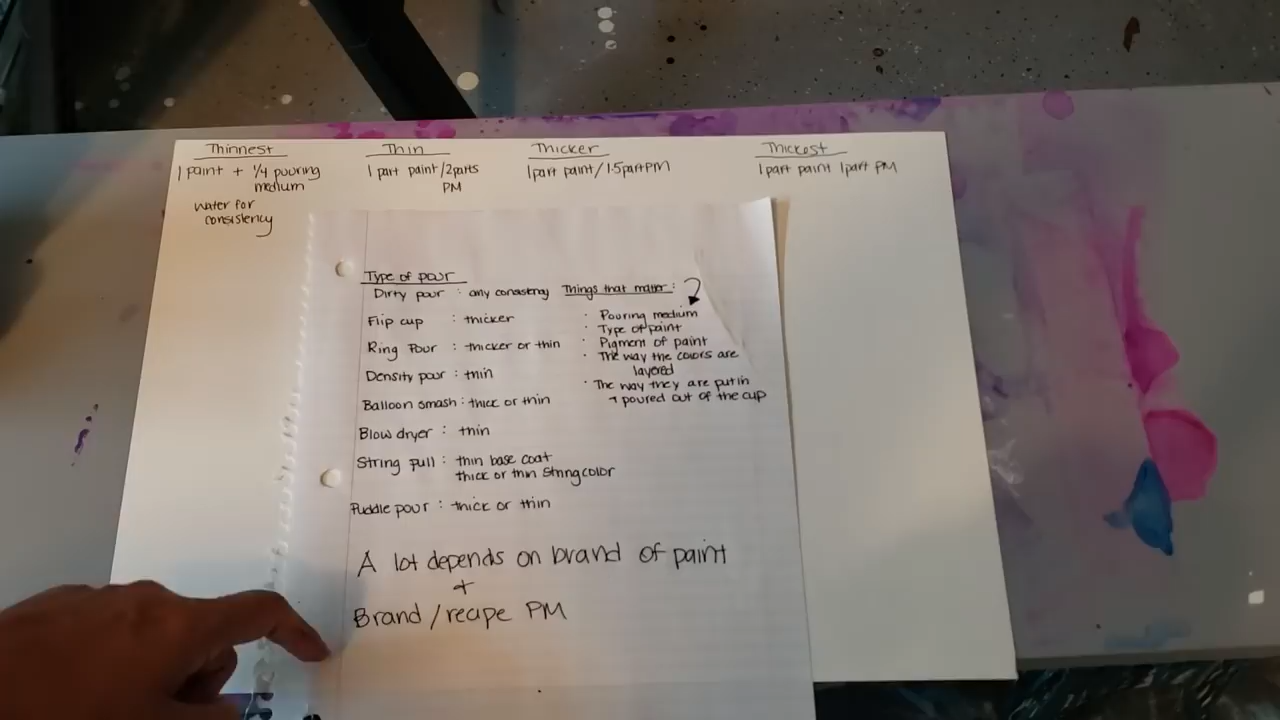 Thinnest
1 paint + 1/4 pouring
medium
water for
consistency
Thin
1 part paint/2parts
PM
Thicker
1part paint/1.5partPM
Thickest
1part paint 1part PM
Type of pour
Dirty pour : any consisteny
Flip cup : thicker
Ring Pour : thicker or thin
Density pour : thin
Balloon smash : thick or thin
Blow dryer : thin
String pull : thin base coat
thick or thin string color
Puddle pour : thick or thin
Things that matter :
· Pouring medium
· Type of paint
· Pigment of paint
· The way the colors are
layered
· The way they are put in
+ poured out of the cup
A lot depends on brand of paint
+
Brand/recipe PM